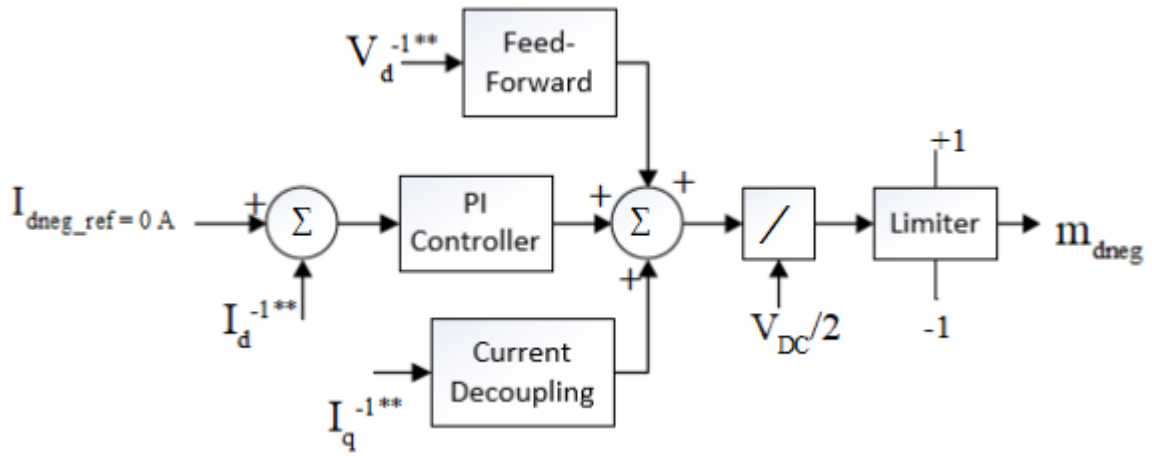 V_d^-1**
Feed-
Forward
I_dneg_ref = 0 A
+
Σ
PI
Controller
+
+
Σ
+
/
+1
Limiter
-1
m_dneg
I_d^-1**
V_DC/2
Current
Decoupling
I_q^-1**